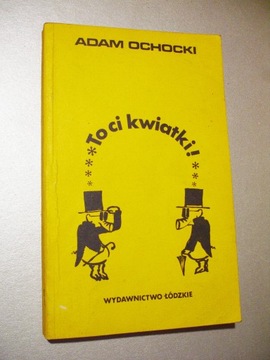 ADAM OCHOCKI
To ci kwiatki!
WYDAWNICTWO ŁÓDZKIE